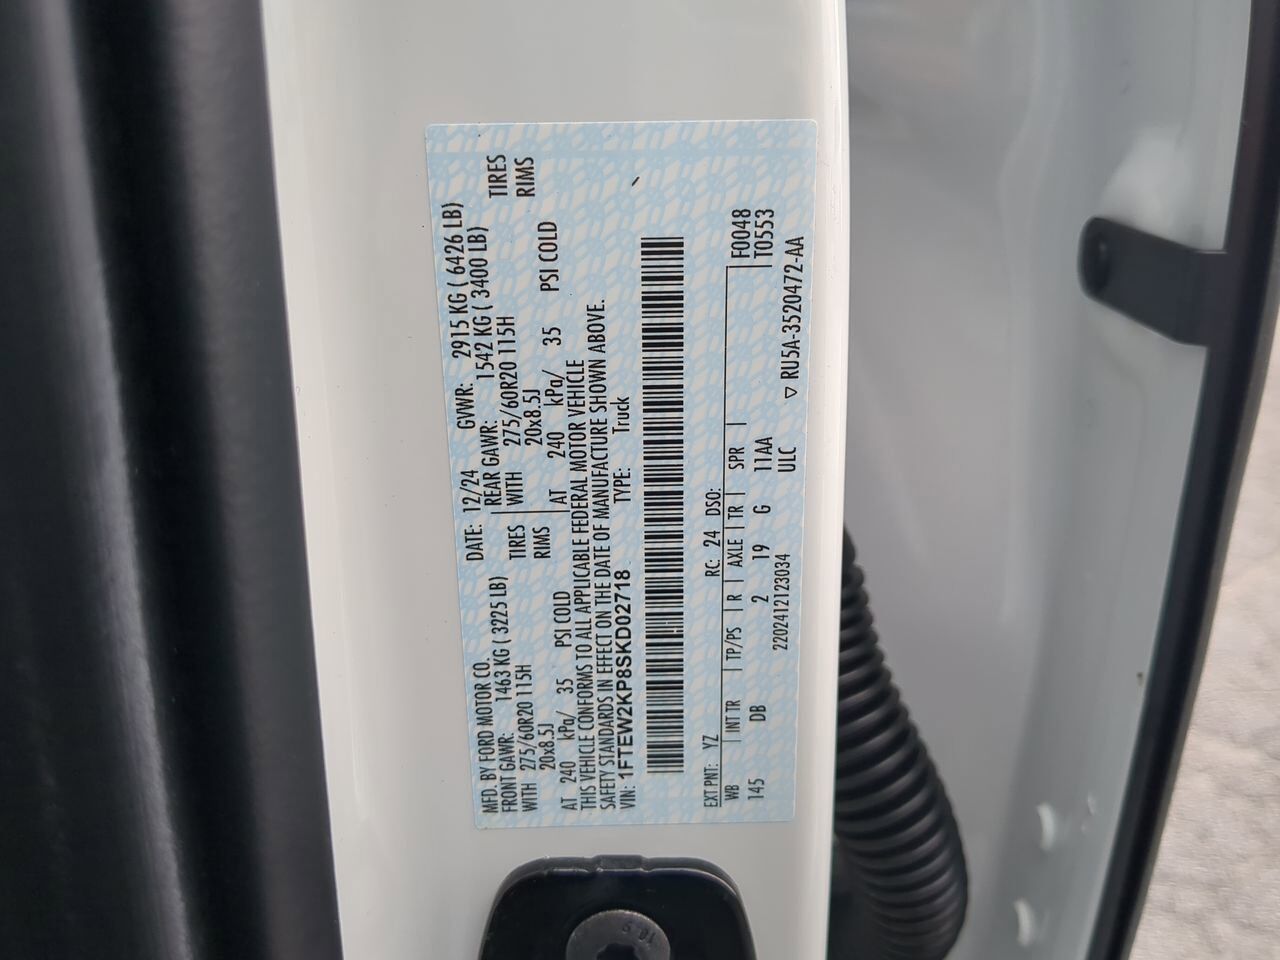 MFD. BY FORD MOTOR CO. DATE: 12/24 GVWR: 2915 KG ( 6426 LB)
FRONT GAWR: 1463 KG ( 3225 LB) REAR GAWR: 1542 KG ( 3400 LB)
WITH 275/60R20 115H TIRES WITH 275/60R20 115H TIRES
20x8.5J RIMS 20x8.5J RIMS
AT 240 kPa/ 35 PSI COLD AT 240 kPa/ 35 PSI COLD
THIS VEHICLE CONFORMS TO ALL APPLICABLE FEDERAL MOTOR VEHICLE
SAFETY STANDARDS IN EFFECT ON THE DATE OF MANUFACTURE SHOWN ABOVE.
VIN: 1FTEW2KP8SKD02718 TYPE: Truck
EXT PNT: YZ RC: 24 DSO: F0048
WB INT TR TP/PS R AXLE TR SPR T0553
145 DB 2 19 G 11AA
2202412123034 ULC
▽ RU5A-3520472-AA
10.9